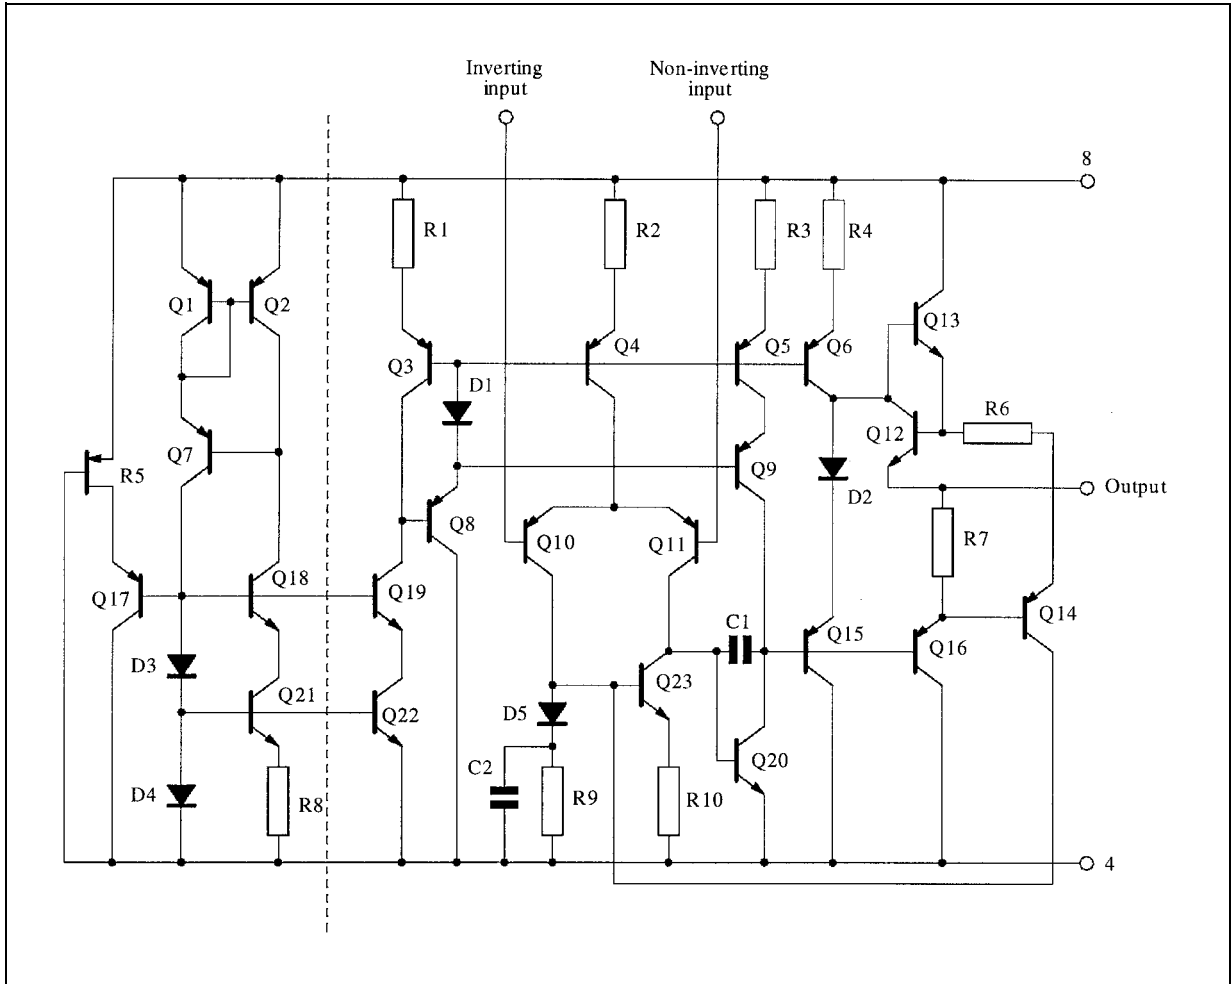 Inverting
input
Non-inverting
input
8
R1
R2
R3
R4
Q1
Q2
Q13
Q3
D1
Q4
Q5
Q6
R6
Q7
Q12
R5
Q9
D2
Output
Q8
Q10
Q11
R7
Q17
Q18
Q19
Q14
C1
Q15
Q16
D3
Q21
Q22
D5
Q23
Q20
C2
D4
R8
R9
R10
4